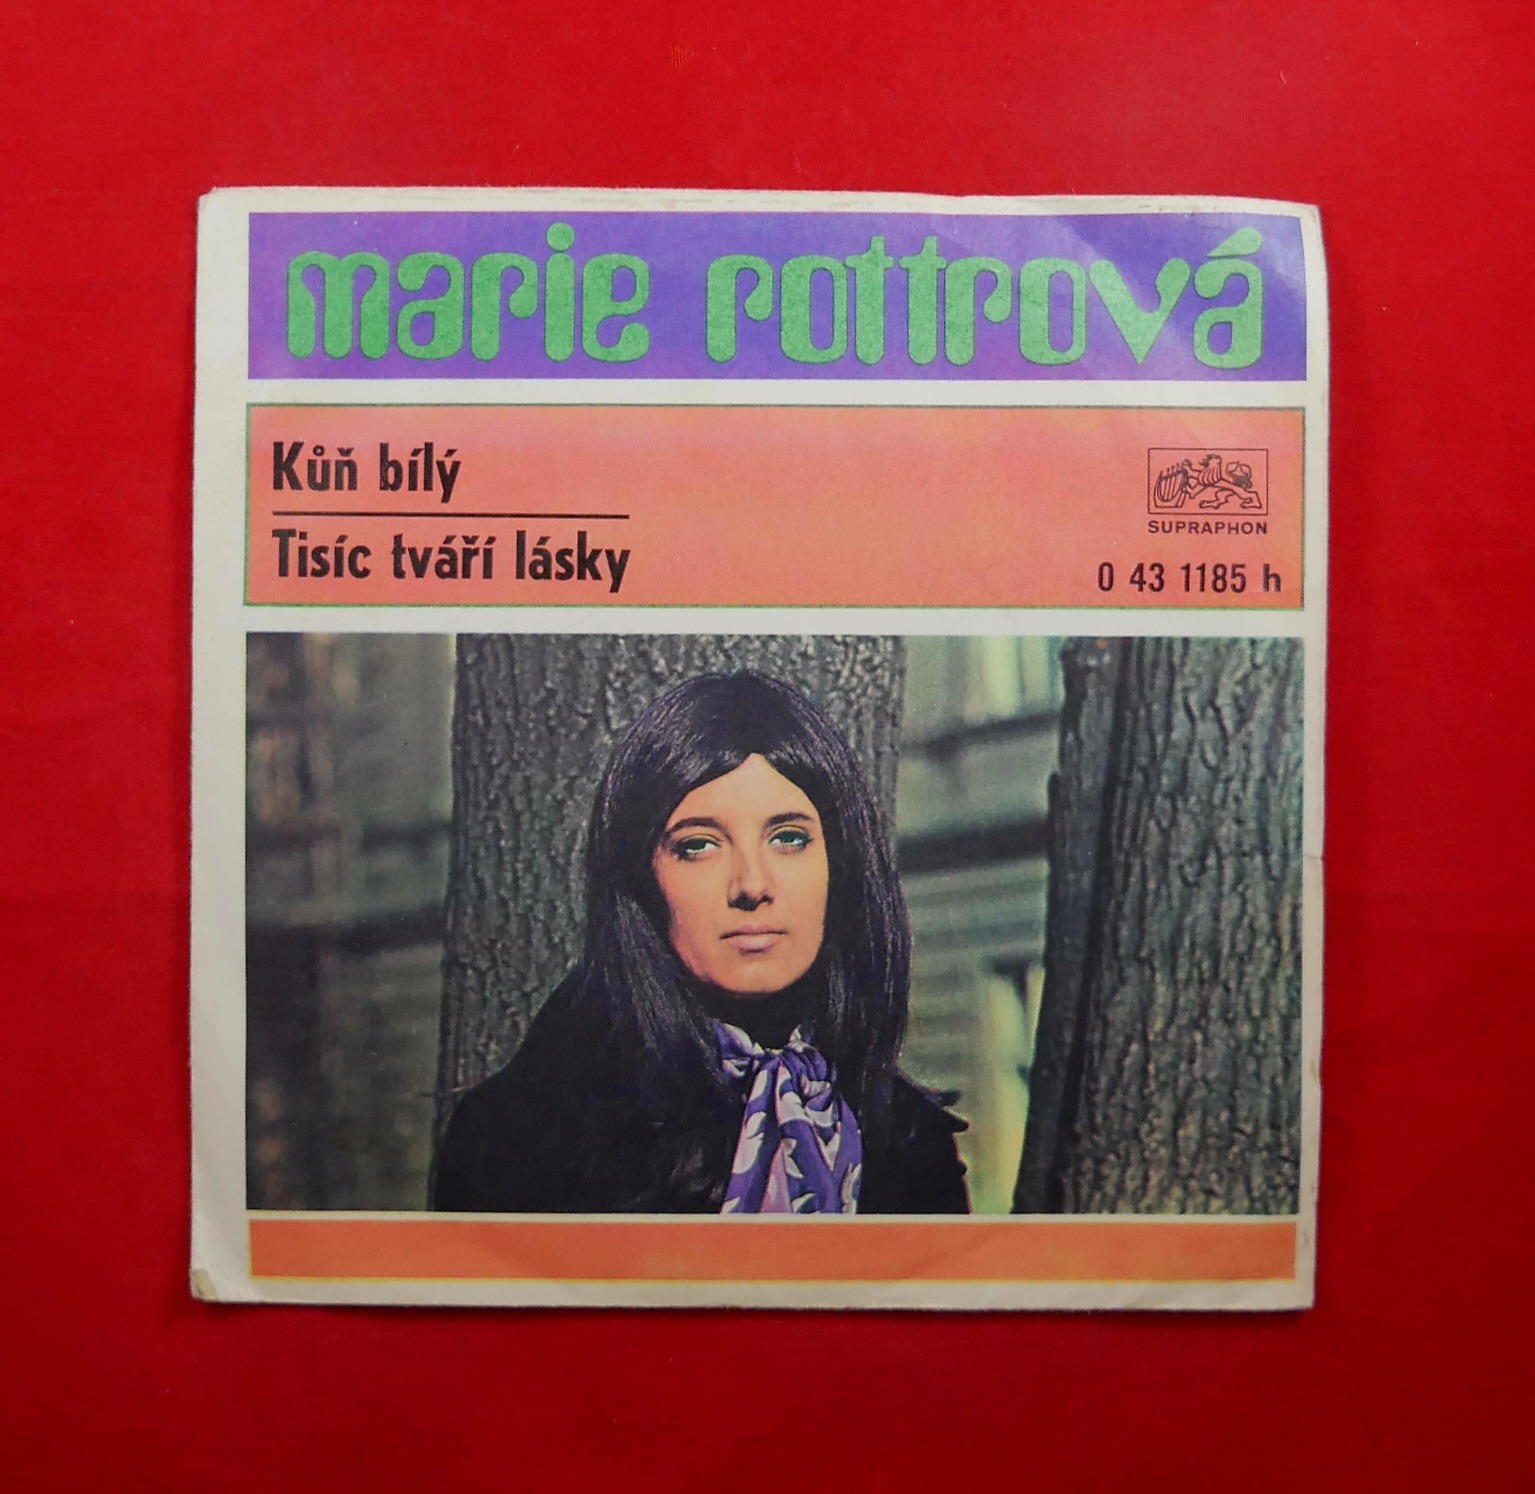 marie rottrová
Kůň bílý
Tisíc tváří lásky
SUPRAPHON
0 43 1185 h